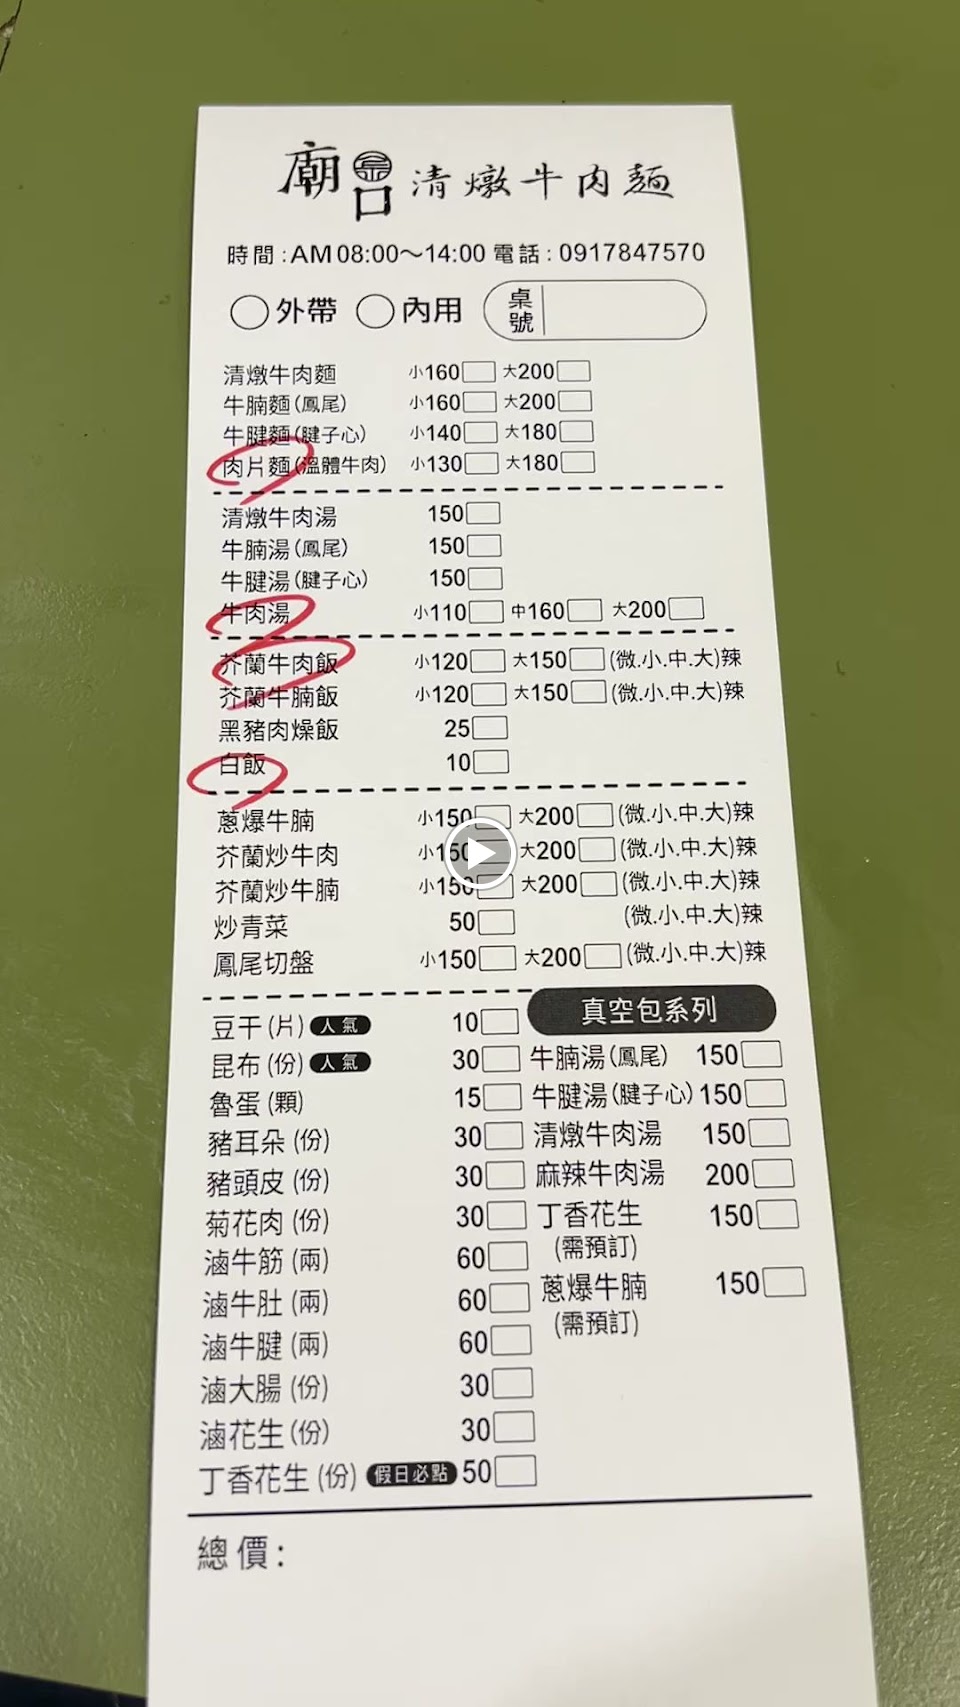 廟口 清燉牛肉麵
時間:AM 08:00～14:00 電話:0917847570
外帶 內用 桌號
清燉牛肉麵 小160 大200
牛腩麵(鳳尾) 小160 大200
牛腱麵(腱子心) 小140 大180
肉片麵(溫體牛肉) 小130 大180
清燉牛肉湯 150
牛腩湯(鳳尾) 150
牛腱湯(腱子心) 150
牛肉湯 小110 中160 大200
芥蘭牛肉飯 小120 大150 (微.小.中.大)辣
芥蘭牛腩飯 小120 大150 (微.小.中.大)辣
黑豬肉燥飯 25
白飯 10
蔥爆牛腩 小150 大200 (微.小.中.大)辣
芥蘭炒牛肉 小150 大200 (微.小.中.大)辣
芥蘭炒牛腩 小150 大200 (微.小.中.大)辣
炒青菜 50 (微.小.中.大)辣
鳳尾切盤 小150 大200 (微.小.中.大)辣
豆干(片) 人氣 10
昆布(份) 人氣 30
魯蛋(顆) 15
豬耳朵(份) 30
豬頭皮(份) 30
菊花肉(份) 30
滷牛筋(兩) 60
滷牛肚(兩) 60
滷牛腱(兩) 60
滷大腸(份) 30
滷花生(份) 30
丁香花生(份) 假日必點 50
真空包系列
牛腩湯(鳳尾) 150
牛腱湯(腱子心) 150
清燉牛肉湯 150
麻辣牛肉湯 200
丁香花生 150
(需預訂)
蔥爆牛腩 150
(需預訂)
總價: